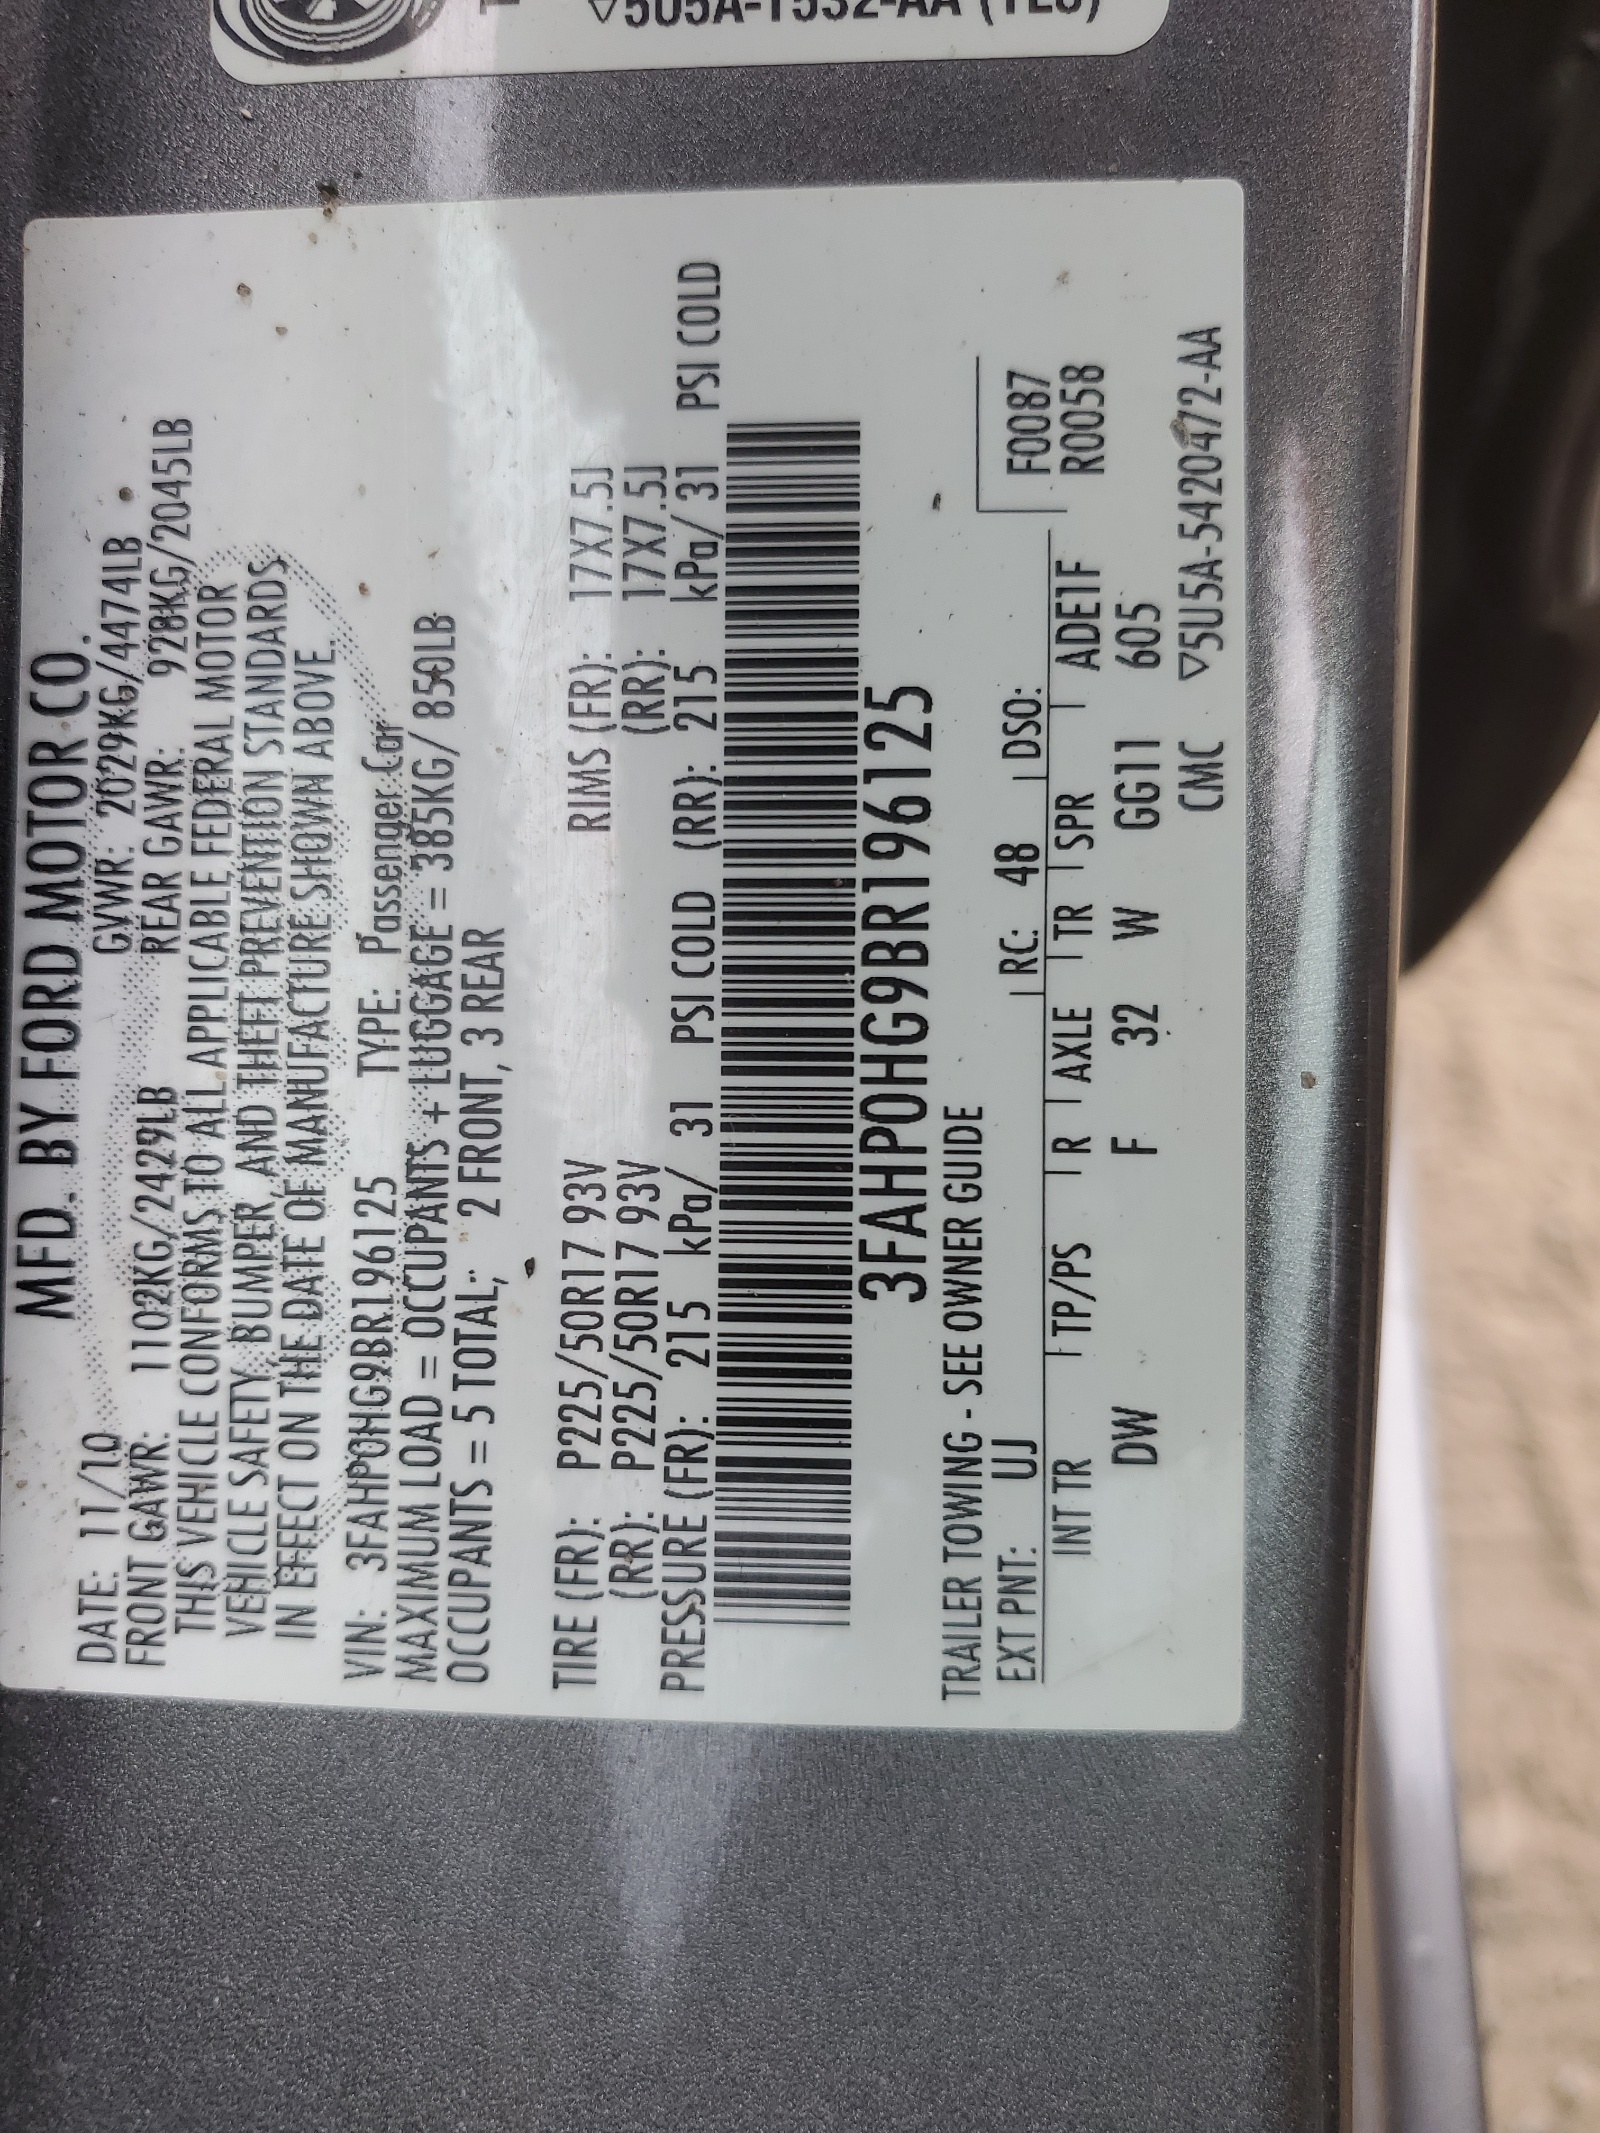 5U5A-1532-AA (TE8)
MFD. BY FORD MOTOR CO.
DATE: 11/10 GVWR: 2029KG/4474LB
FRONT GAWR: 1102KG/2429LB REAR GAWR: 928KG/2045LB
THIS VEHICLE CONFORMS TO ALL APPLICABLE FEDERAL MOTOR
VEHICLE SAFETY, BUMPER, AND THEFT PREVENTION STANDARDS
IN EFFECT ON THE DATE OF MANUFACTURE SHOWN ABOVE.
VIN: 3FAHP0HG9BR196125 TYPE: Passenger Car
MAXIMUM LOAD = OCCUPANTS + LUGGAGE = 385KG/ 850LB
OCCUPANTS = 5 TOTAL; 2 FRONT, 3 REAR
TIRE (FR): P225/50R17 93V RIMS (FR): 17X7.5J
(RR): P225/50R17 93V (RR): 17X7.5J
PRESSURE (FR): 215 kPa/ 31 PSI COLD (RR): 215 kPa/ 31 PSI COLD
3FAHP0HG9BR196125
TRAILER TOWING - SEE OWNER GUIDE
EXT PNT: UJ RC: 48 DSO: F0087
INT TR TP/PS R AXLE TR SPR ADE1F R0058
DW F 32 W GG11 605
CMC ▽5U5A-5420472-AA